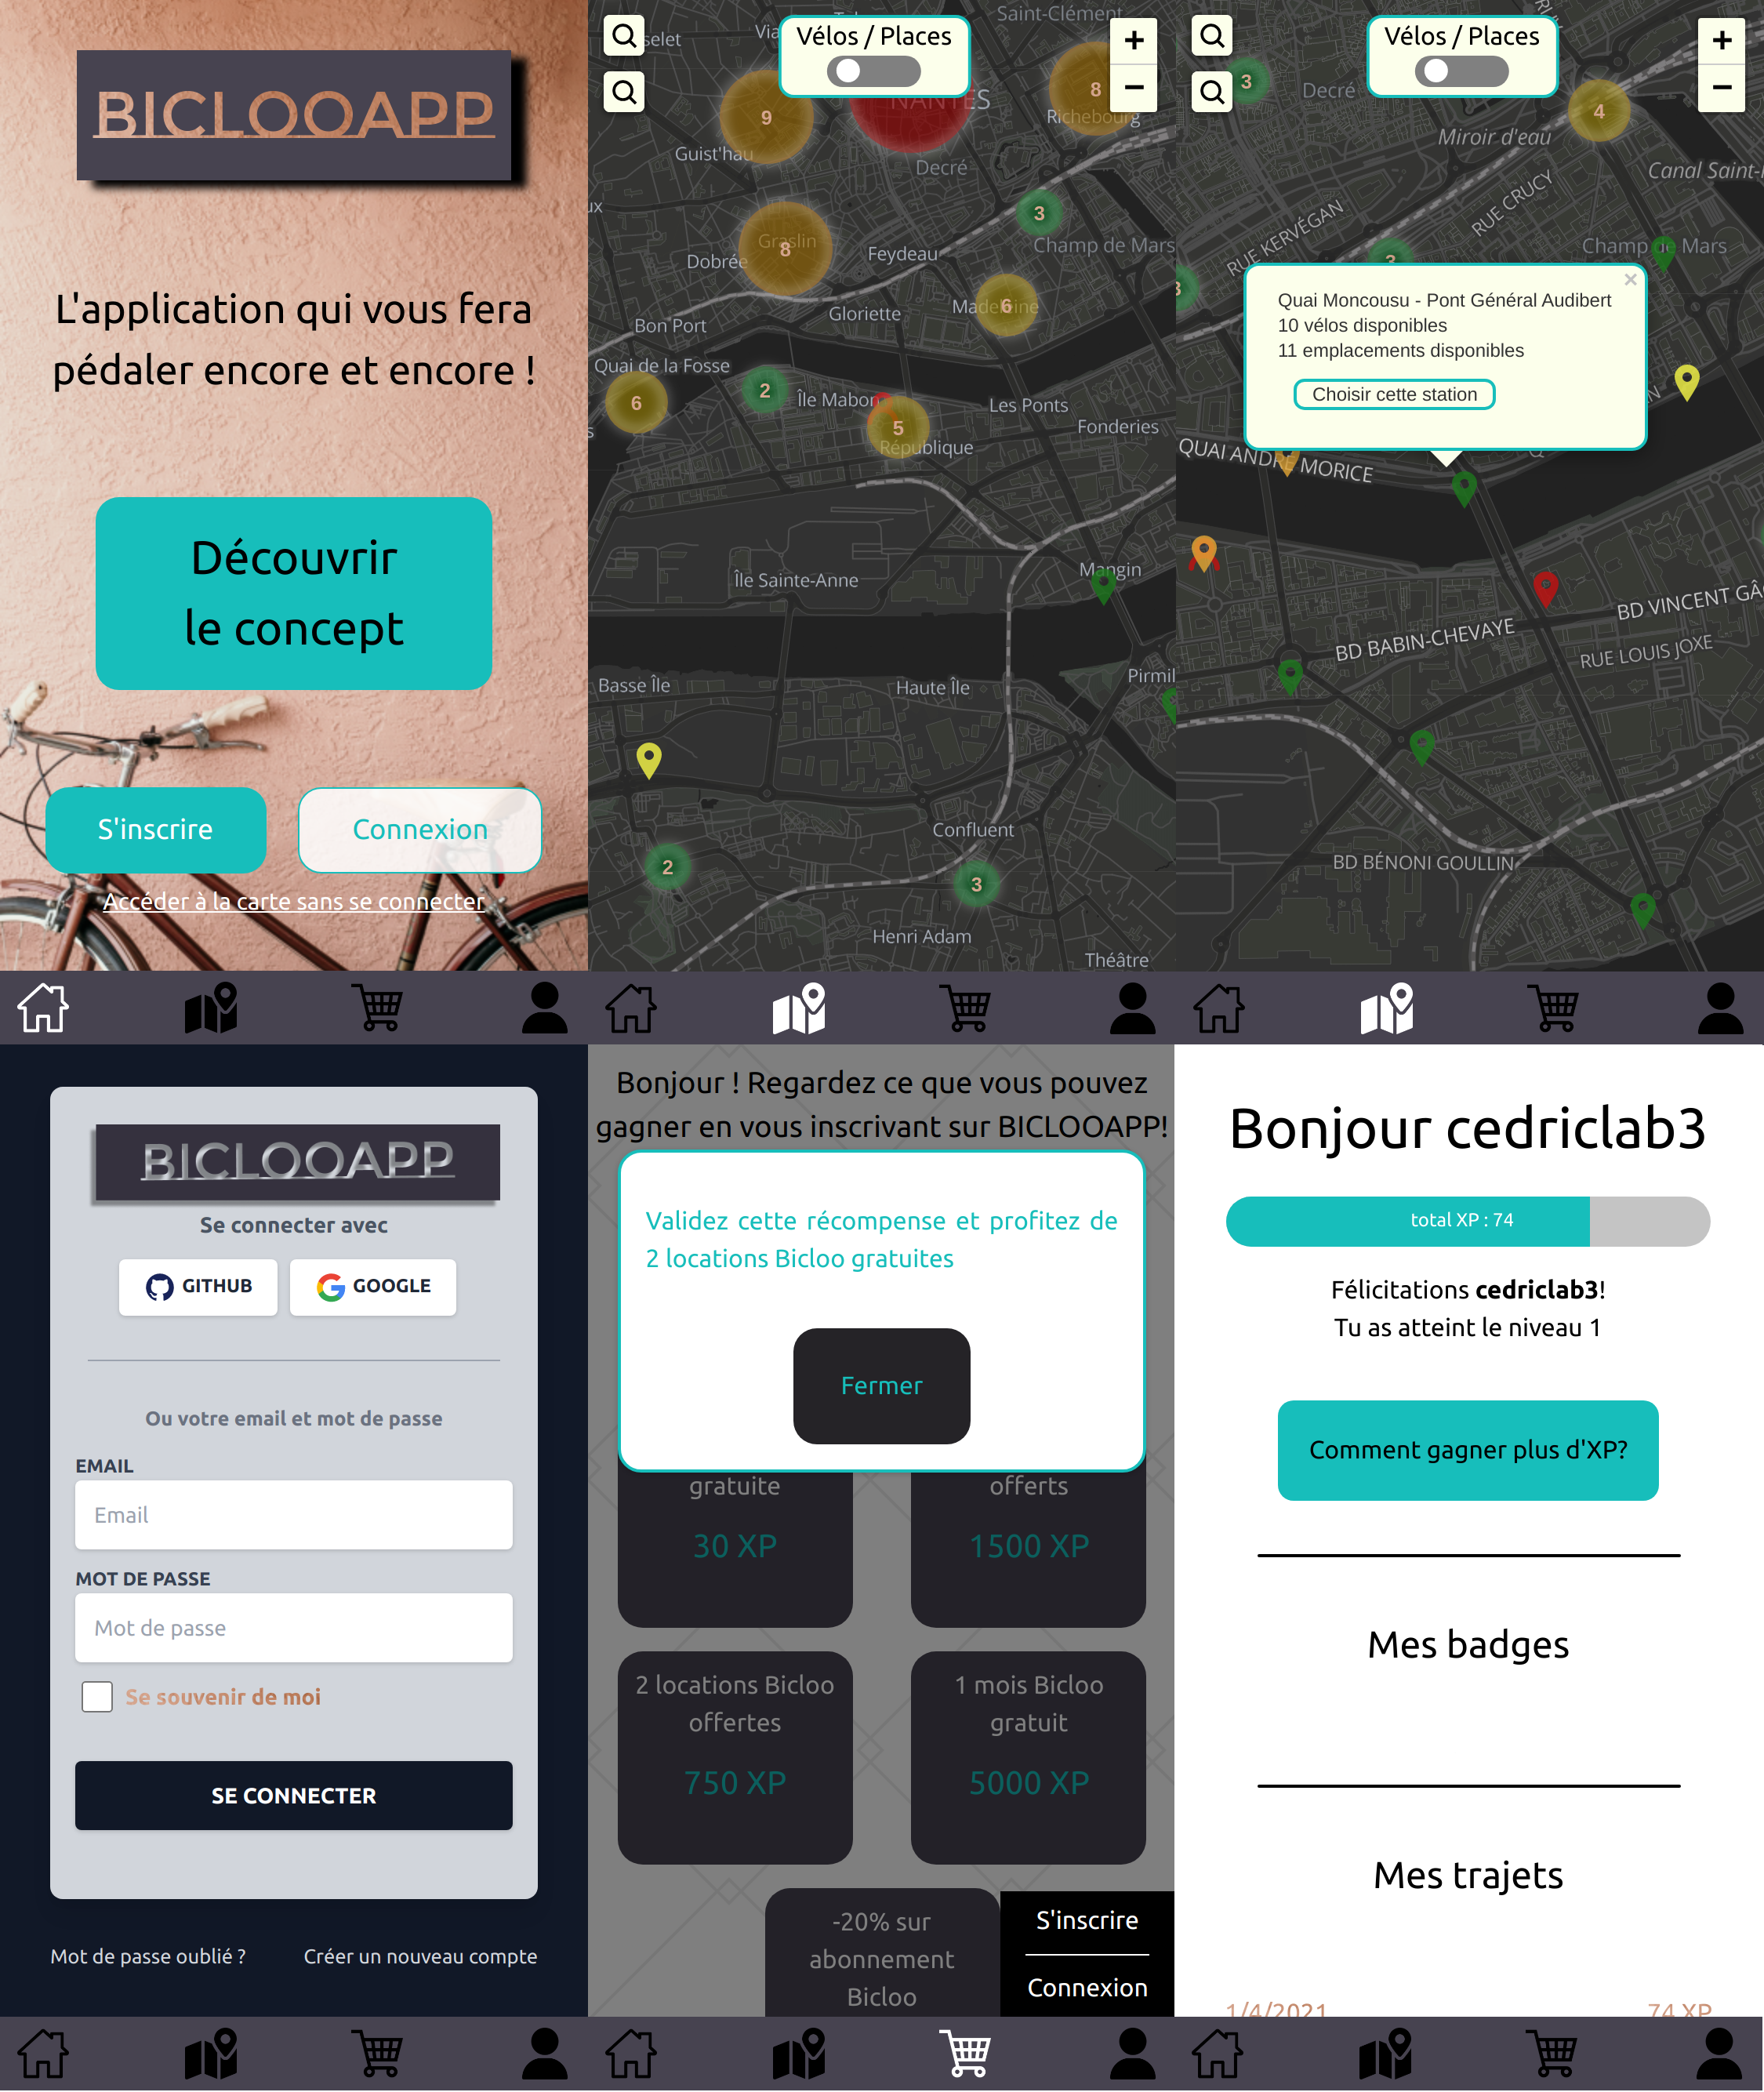 BICLOOAPP
L'application qui vous fera
pédaler encore et encore !
Découvrir
le concept
S'inscrire
Connexion
Accéder à la carte sans se connecter
Vélos / Places
Saint-Clément
NANTES
9
8
Richebourg
Guist'hau
Decré
3
Champ de Mars
Graslin
8
Dobrée
Feydeau
Madeleine
6
Gloriette
Bon Port
Quai de la Fosse
6
2
Île Mabon
5
République
Les Ponts
Fonderies
Île Sainte-Anne
Mangin
Basse Île
Haute Île
Pirmil
Confluent
2
3
Henri Adam
Théâtre
+
−
Vélos / Places
+
−
3
Decré
4
Miroir d'eau
Canal Saint-
RUE KERVÉGAN
RUE CRUCY
Champ de Mars
3
3
Quai Moncousu - Pont Général Audibert
10 vélos disponibles
11 emplacements disponibles
Choisir cette station
×
QUAI ANDRÉ MORICE
BD VINCENT GÂ
BD BABIN-CHEVAYE
RUE LOUIS JOXE
BD BÉNONI GOULLIN
BICLOOAPP
Se connecter avec
GITHUB
GOOGLE
Ou votre email et mot de passe
EMAIL
Email
MOT DE PASSE
Mot de passe
Se souvenir de moi
SE CONNECTER
Mot de passe oublié ?
Créer un nouveau compte
Bonjour ! Regardez ce que vous pouvez
gagner en vous inscrivant sur BICLOOAPP!
Validez cette récompense et profitez de
2 locations Bicloo gratuites
Fermer
gratuite
30 XP
offerts
1500 XP
2 locations Bicloo
offertes
750 XP
1 mois Bicloo
gratuit
5000 XP
-20% sur
abonnement
Bicloo
S'inscrire
Connexion
Bonjour cedriclab3
total XP : 74
Félicitations cedriclab3!
Tu as atteint le niveau 1
Comment gagner plus d'XP?
Mes badges
Mes trajets
1/4/2021
74 XP